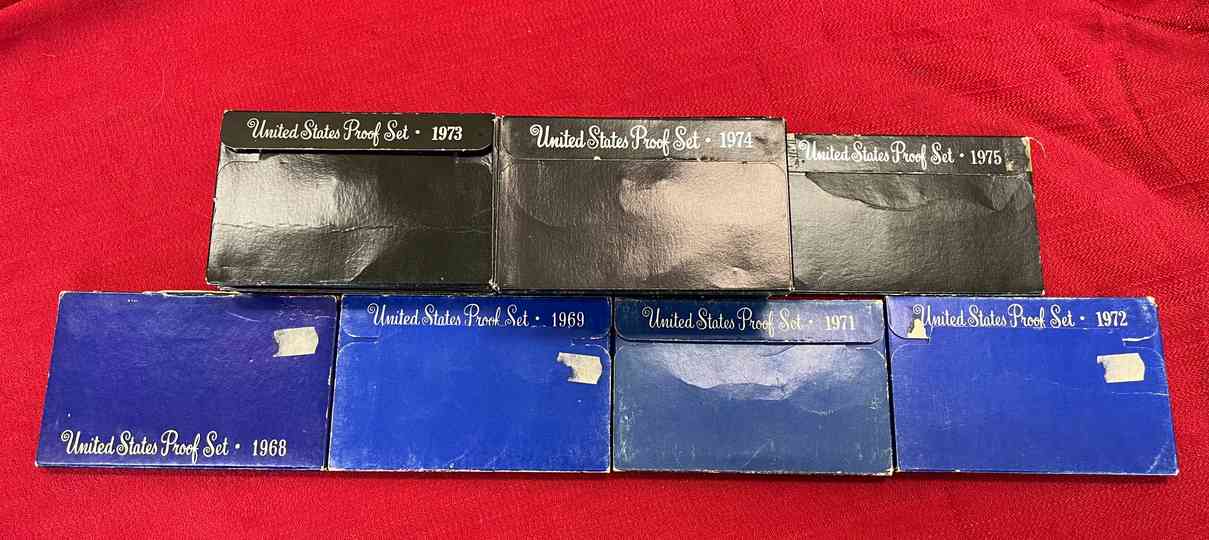 United States Proof Set • 1973
United States Proof Set • 1974
United States Proof Set • 1975
United States Proof Set • 1968
United States Proof Set • 1969
United States Proof Set • 1971
United States Proof Set • 1972